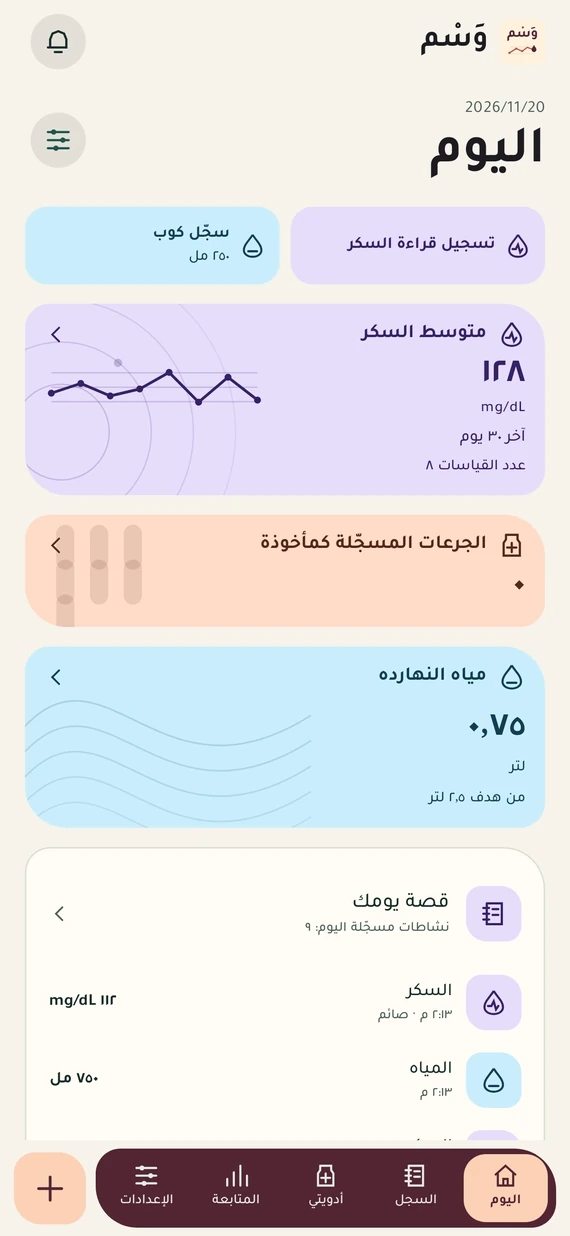 وَسْم
وَسْم
2026/11/20
اليوم
تسجيل قراءة السكر
سجّل كوب
٢٥٠ مل
متوسط السكر
١٢٨
mg/dL
آخر ٣٠ يوم
عدد القياسات ٨
الجرعات المسجّلة كمأخوذة
٠
مياه النهارده
٠,٧٥
لتر
من هدف ٢,٥ لتر
قصة يومك
نشاطات مسجّلة اليوم: ٩
السكر
٢:١٣ م · صائم
١١٢ mg/dL
المياه
٢:١٣ م
٧٥٠ مل
اليوم
السجل
أدويتي
المتابعة
الإعدادات